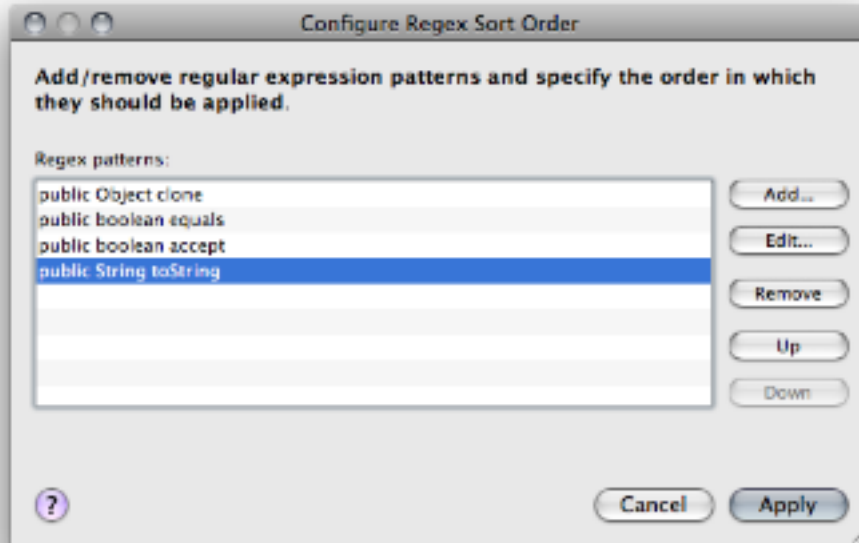 Configure Regex Sort Order
Add/remove regular expression patterns and specify the order in which
they should be applied.
Regex patterns:
public Object clone
public boolean equals
public boolean accept
public String toString
Add...
Edit...
Remove
Up
Down
?
Cancel
Apply